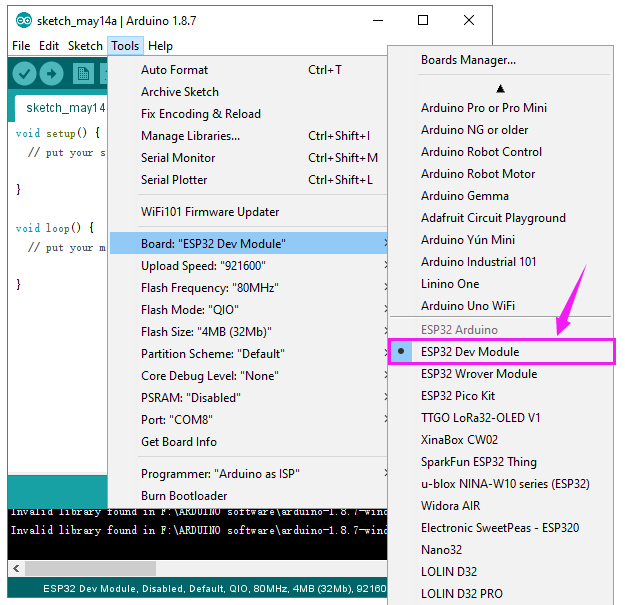 sketch_may14a | Arduino 1.8.7
File Edit Sketch Tools Help
sketch_may14
void setup() {
// put your s
}
void loop() {
// put your m
}
Auto Format Ctrl+T
Archive Sketch
Fix Encoding & Reload
Manage Libraries... Ctrl+Shift+I
Serial Monitor Ctrl+Shift+M
Serial Plotter Ctrl+Shift+L
WiFi101 Firmware Updater
Board: "ESP32 Dev Module"
Upload Speed: "921600"
Flash Frequency: "80MHz"
Flash Mode: "QIO"
Flash Size: "4MB (32Mb)"
Partition Scheme: "Default"
Core Debug Level: "None"
PSRAM: "Disabled"
Port: "COM8"
Get Board Info
Programmer: "Arduino as ISP"
Burn Bootloader
Boards Manager...
Arduino Pro or Pro Mini
Arduino NG or older
Arduino Robot Control
Arduino Robot Motor
Arduino Gemma
Adafruit Circuit Playground
Arduino Yún Mini
Arduino Industrial 101
Linino One
Arduino Uno WiFi
ESP32 Arduino
ESP32 Dev Module
ESP32 Wrover Module
ESP32 Pico Kit
TTGO LoRa32-OLED V1
XinaBox CW02
SparkFun ESP32 Thing
u-blox NINA-W10 series (ESP32)
Widora AIR
Electronic SweetPeas - ESP320
Nano32
LOLIN D32
LOLIN D32 PRO
Invalid library found in F:\ARDUINO software\arduino-1.8.7-wind
Invalid library found in F:\ARDUINO software\arduino-1.8.7-wind
ESP32 Dev Module, Disabled, Default, QIO, 80MHz, 4MB (32Mb), 92160